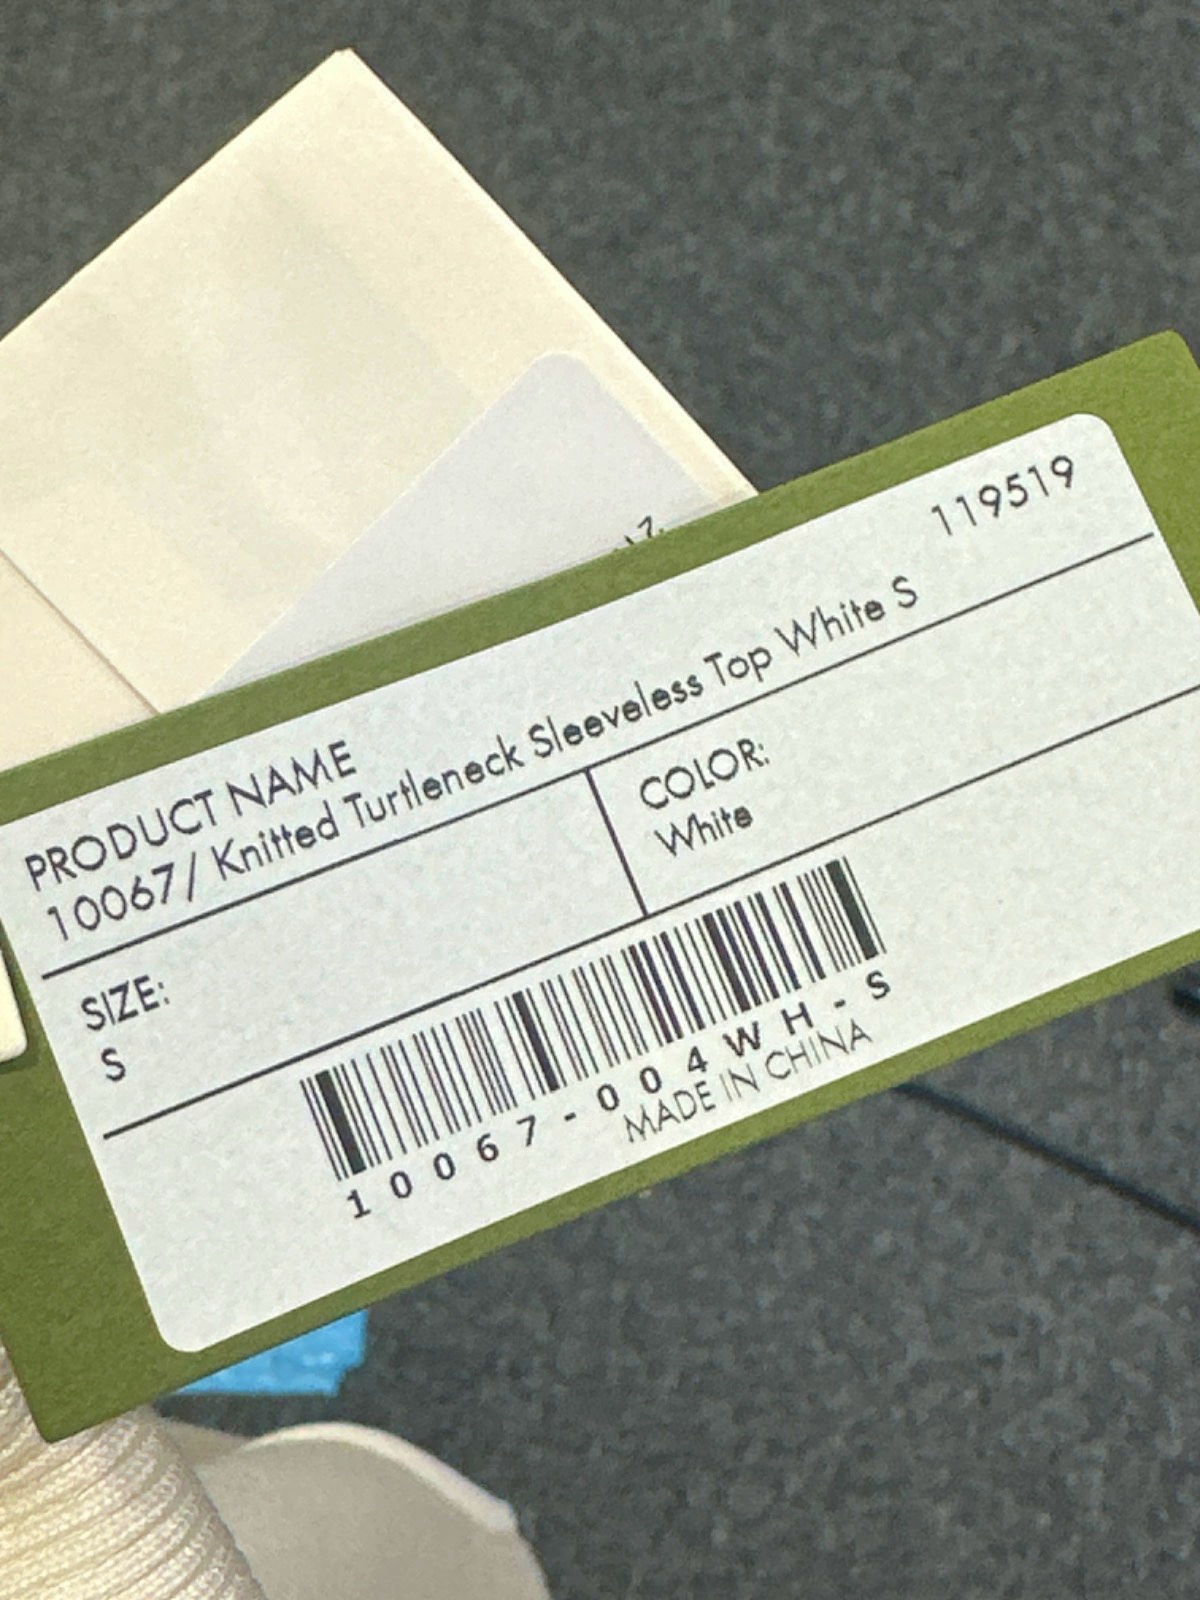 119519
PRODUCT NAME
10067/ Knitted Turtleneck Sleeveless Top White S
SIZE:
S
COLOR:
White
10067-004WH-S
MADE IN CHINA